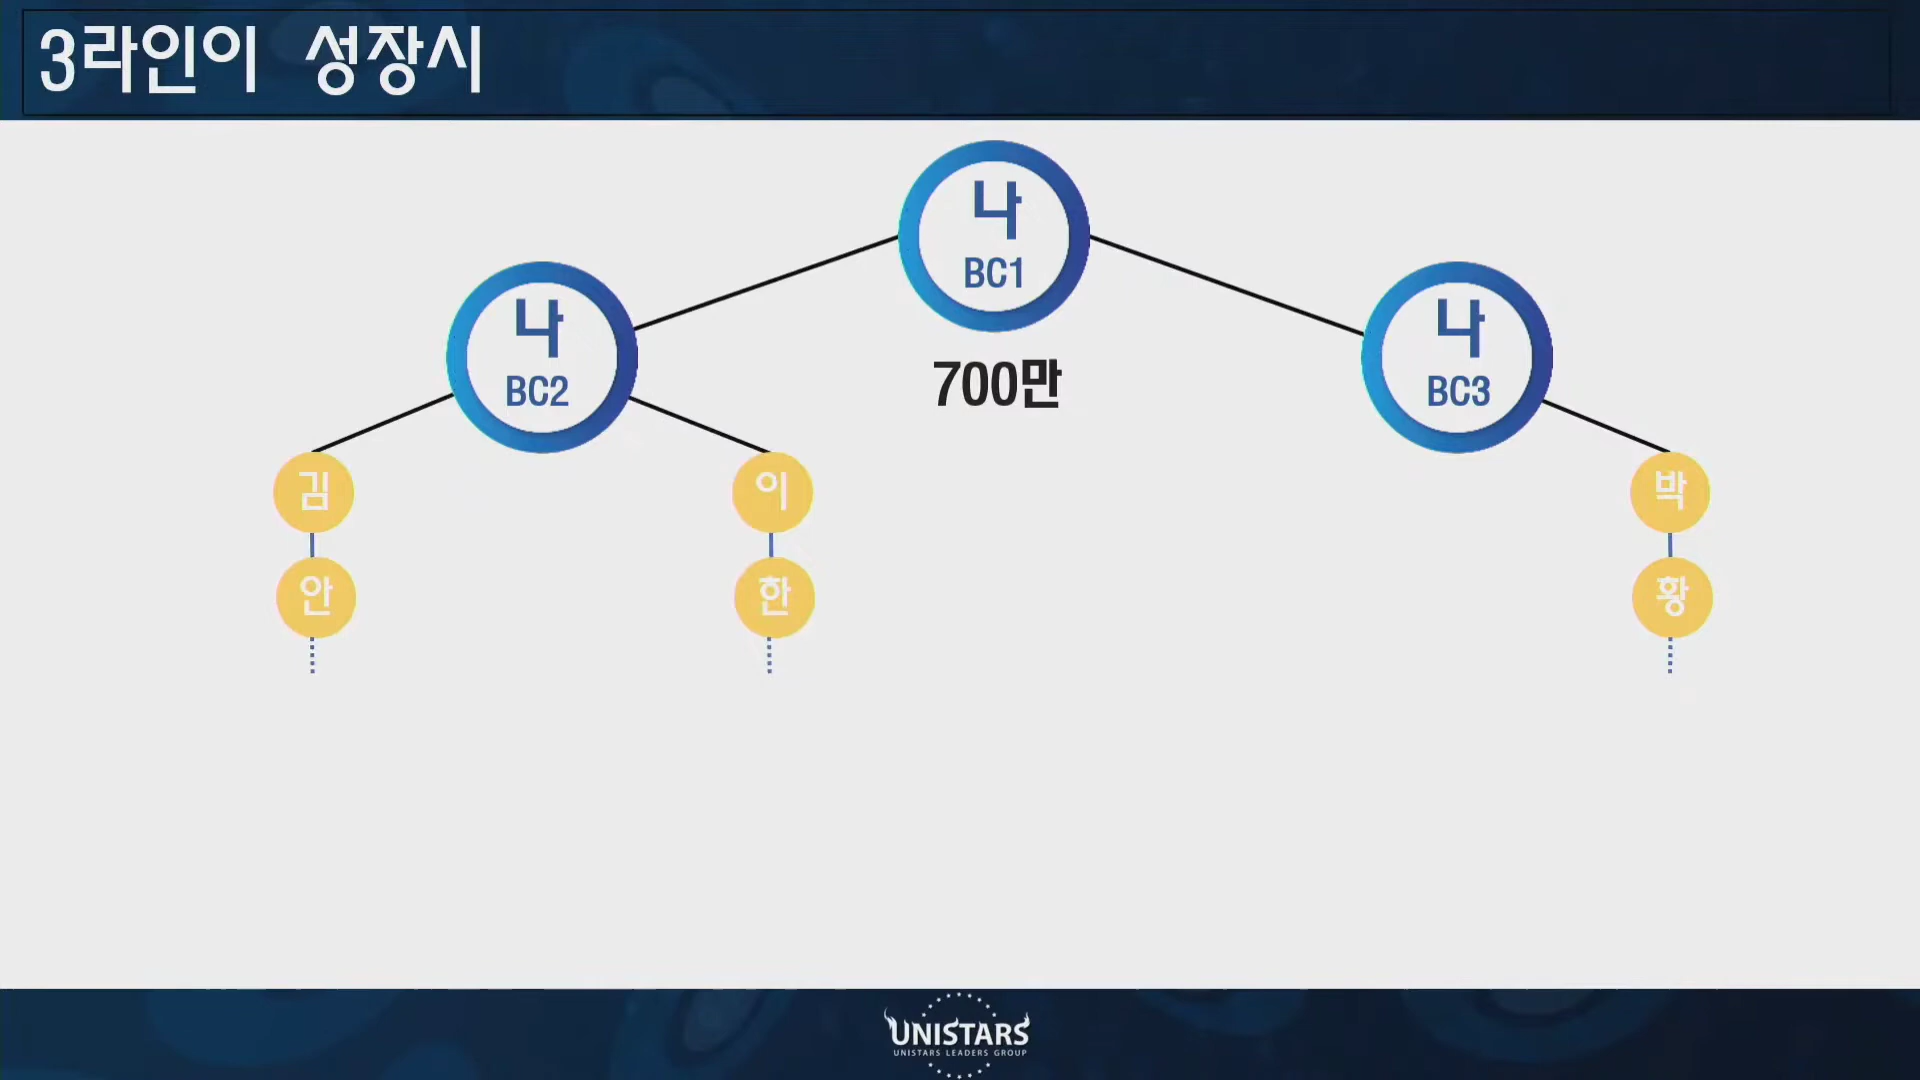 3라인이 성장시
나
BC1
나
BC2
나
BC3
700만
김
이
박
안
한
황
UNISTARS
UNISTARS LEADERS GROUP